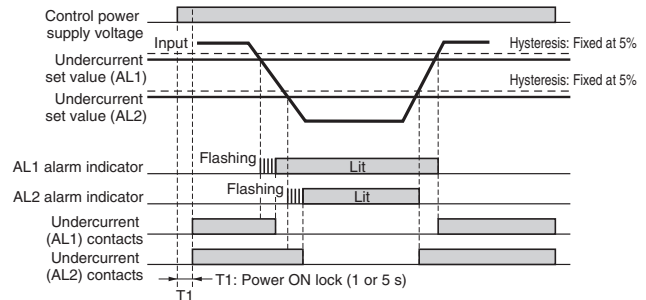 Control power
supply voltage
Input
Hysteresis: Fixed at 5%
Undercurrent
set value (AL1)
Hysteresis: Fixed at 5%
Undercurrent
set value (AL2)
AL1 alarm indicator
Flashing
Lit
AL2 alarm indicator
Flashing
Lit
Undercurrent
(AL1) contacts
Undercurrent
(AL2) contacts
T1: Power ON lock (1 or 5 s)
T1